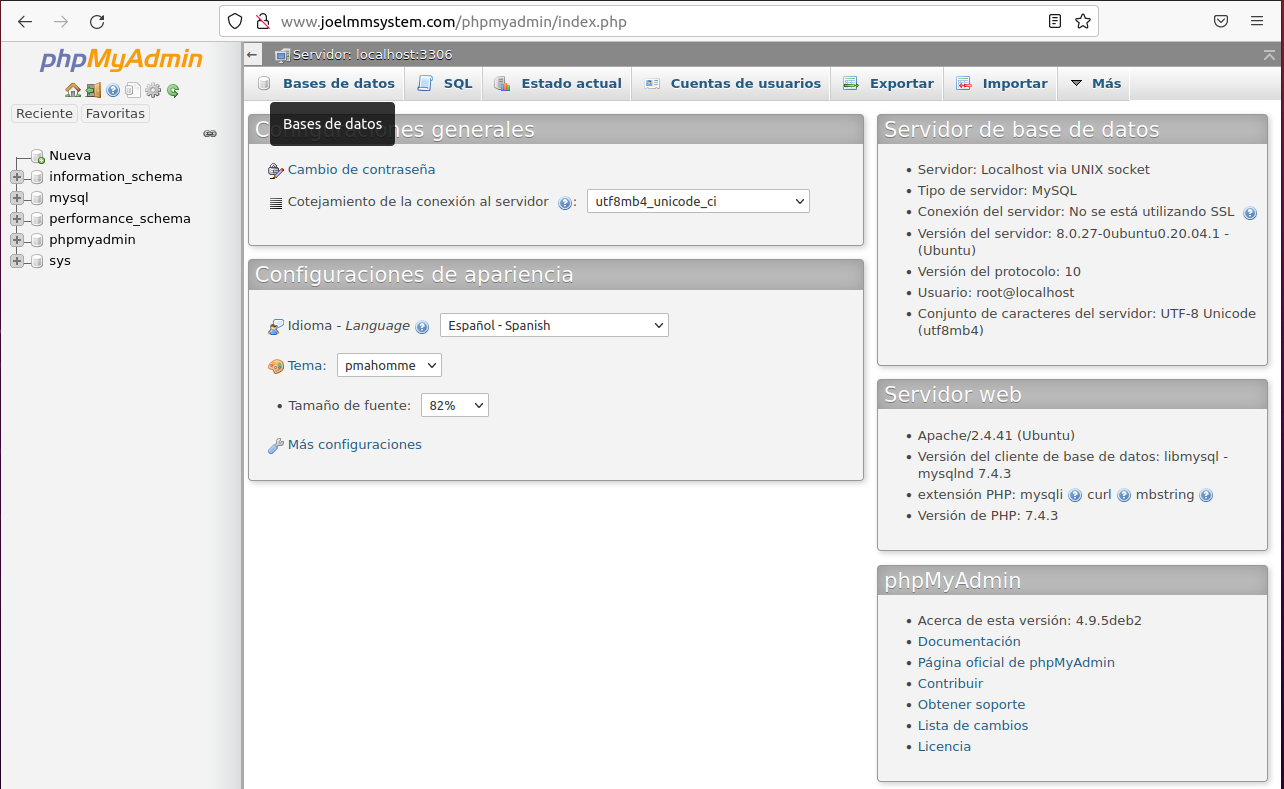 www.joelmmsystem.com/phpmyadmin/index.php
phpMyAdmin
Reciente Favoritas
Nueva
information_schema
mysql
performance_schema
phpmyadmin
sys
Servidor: localhost:3306
Bases de datos SQL Estado actual Cuentas de usuarios Exportar Importar Más
Bases de datos
Configuraciones generales
Cambio de contraseña
Cotejamiento de la conexión al servidor : utf8mb4_unicode_ci
Configuraciones de apariencia
Idioma - Language Español - Spanish
Tema: pmahomme
• Tamaño de fuente: 82%
Más configuraciones
Servidor de base de datos
• Servidor: Localhost via UNIX socket
• Tipo de servidor: MySQL
• Conexión del servidor: No se está utilizando SSL
• Versión del servidor: 8.0.27-0ubuntu0.20.04.1 -
(Ubuntu)
• Versión del protocolo: 10
• Usuario: root@localhost
• Conjunto de caracteres del servidor: UTF-8 Unicode
(utf8mb4)
Servidor web
• Apache/2.4.41 (Ubuntu)
• Versión del cliente de base de datos: libmysql -
mysqlnd 7.4.3
• extensión PHP: mysqli curl mbstring
• Versión de PHP: 7.4.3
phpMyAdmin
• Acerca de esta versión: 4.9.5deb2
• Documentación
• Página oficial de phpMyAdmin
• Contribuir
• Obtener soporte
• Lista de cambios
• Licencia